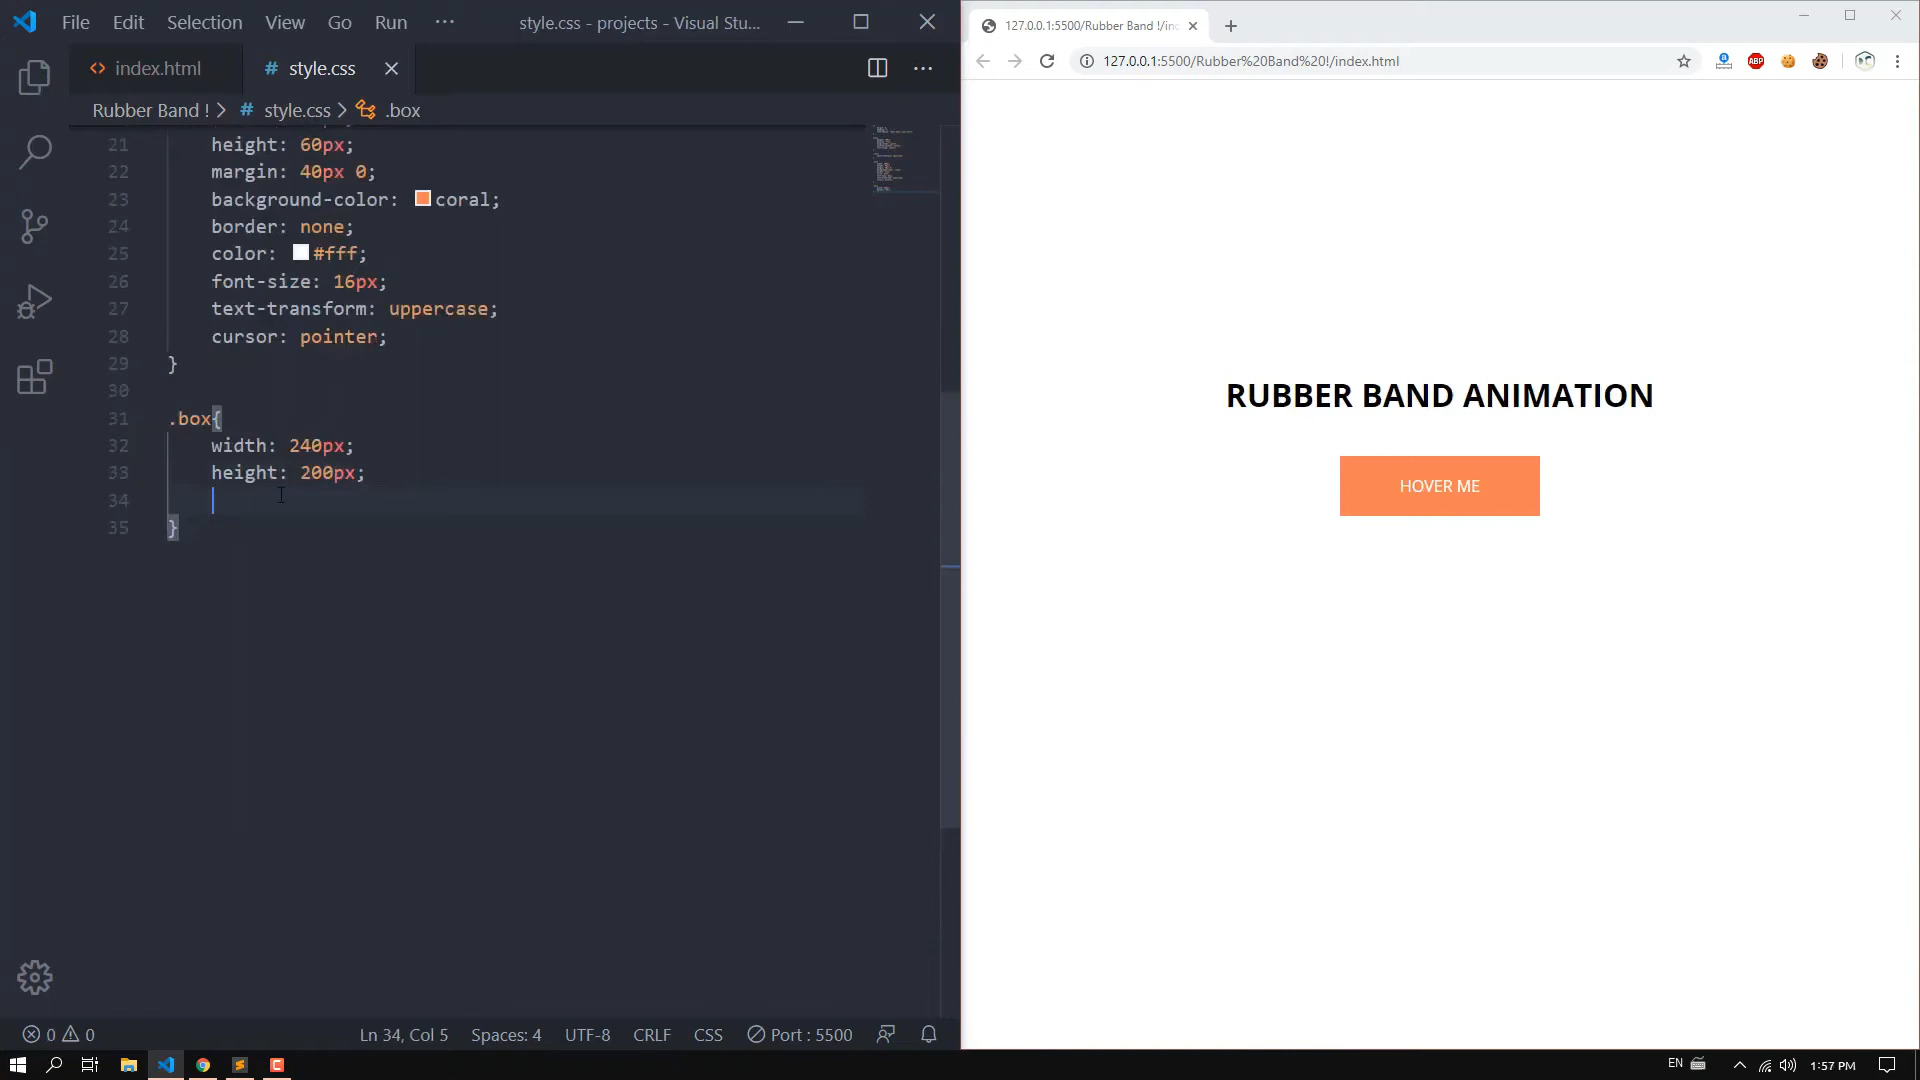 File Edit Selection View Go Run ··· style.css - projects - Visual Stu...
index.html # style.css
Rubber Band ! > # style.css > .box
21 height: 60px;
22 margin: 40px 0;
23 background-color: coral;
24 border: none;
25 color: #fff;
26 font-size: 16px;
27 text-transform: uppercase;
28 cursor: pointer;
29 }
30
31 .box{
32 width: 240px;
33 height: 200px;
34
35 }
0 0 Ln 34, Col 5 Spaces: 4 UTF-8 CRLF CSS Port : 5500
127.0.0.1:5500/Rubber Band !/in
127.0.0.1:5500/Rubber%20Band%20!/index.html
ABP
RUBBER BAND ANIMATION
HOVER ME
EN 1:57 PM